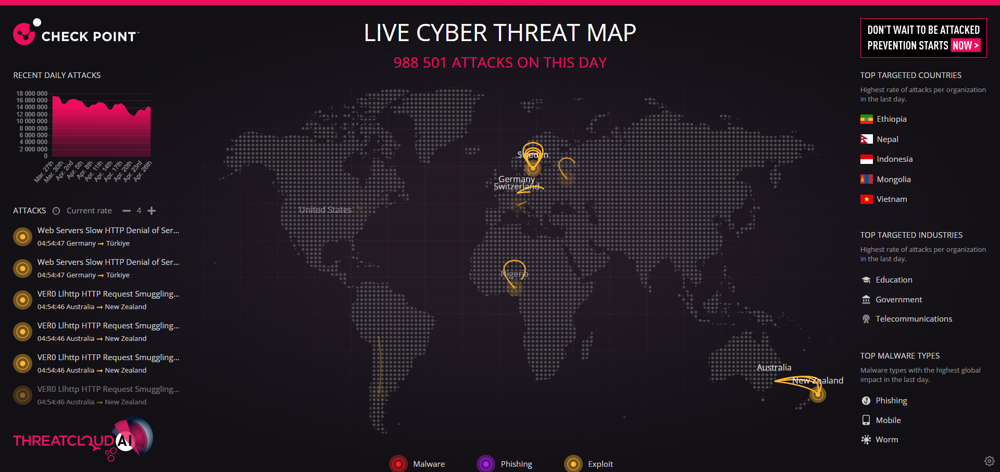 CHECK POINT™
LIVE CYBER THREAT MAP
988 501 ATTACKS ON THIS DAY
DON'T WAIT TO BE ATTACKED
PREVENTION STARTS NOW >
RECENT DAILY ATTACKS
18 000 000
16 000 000
14 000 000
12 000 000
10 000 000
8 000 000
6 000 000
4 000 000
2 000 000
0
Mar. 27th
Mar. 30th
Apr. 2nd
Apr. 5th
Apr. 8th
Apr. 11th
Apr. 14th
Apr. 17th
Apr. 20th
Apr. 23rd
Apr. 26th
ATTACKS Current rate 4
Web Servers Slow HTTP Denial of Ser...
04:54:47 Germany Türkiye
Web Servers Slow HTTP Denial of Ser...
04:54:47 Germany Türkiye
VER0 Llhttp HTTP Request Smuggling...
04:54:46 Australia New Zealand
VER0 Llhttp HTTP Request Smuggling...
04:54:46 Australia New Zealand
VER0 Llhttp HTTP Request Smuggling...
04:54:46 Australia New Zealand
VER0 Llhttp HTTP Request Smuggling...
04:54:46 Australia New Zealand
THREATCLOUD AI
Sweden
Germany
Switzerland
United States
Nigeria
Australia
New Zealand
Malware
Phishing
Exploit
TOP TARGETED COUNTRIES
Highest rate of attacks per organization
in the last day.
Ethiopia
Nepal
Indonesia
Mongolia
Vietnam
TOP TARGETED INDUSTRIES
Highest rate of attacks per organization
in the last day.
Education
Government
Telecommunications
TOP MALWARE TYPES
Malware types with the highest global
impact in the last day.
Phishing
Mobile
Worm